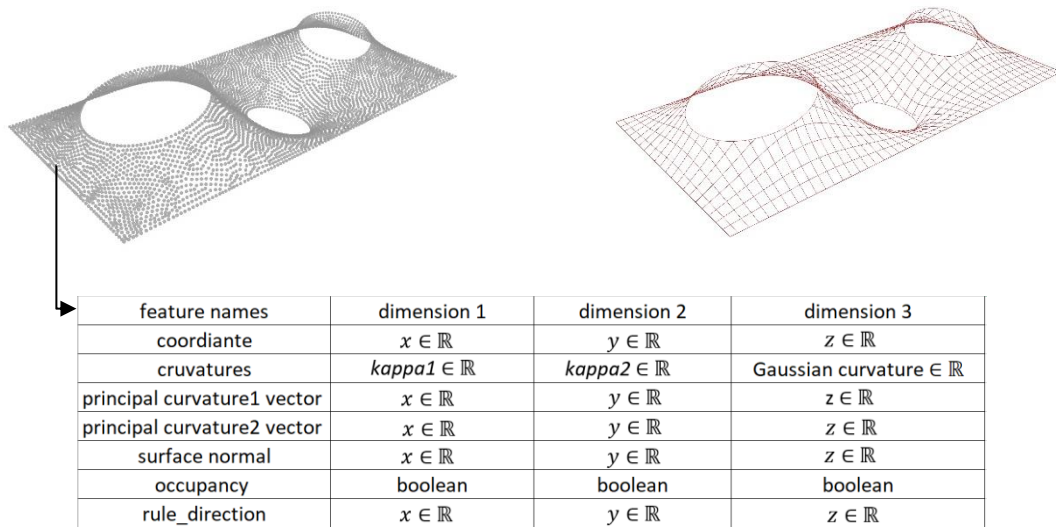 feature names dimension 1 dimension 2 dimension 3
coordiante x ∈ ℝ y ∈ ℝ z ∈ ℝ
cruvatures kappa1 ∈ ℝ kappa2 ∈ ℝ Gaussian curvature ∈ ℝ
principal curvature1 vector x ∈ ℝ y ∈ ℝ z ∈ ℝ
principal curvature2 vector x ∈ ℝ y ∈ ℝ z ∈ ℝ
surface normal x ∈ ℝ y ∈ ℝ z ∈ ℝ
occupancy boolean boolean boolean
rule_direction x ∈ ℝ y ∈ ℝ z ∈ ℝ